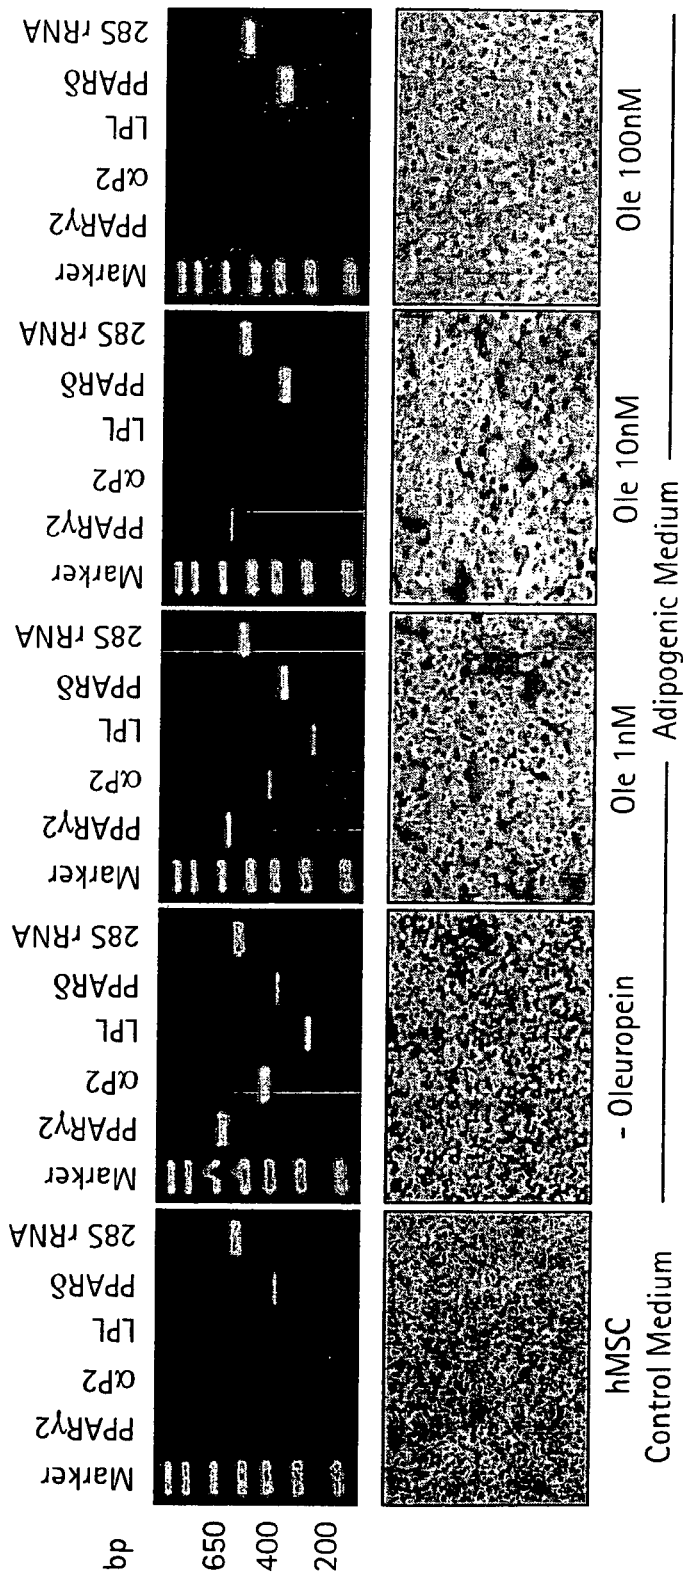 bp
650
400
200
Marker PPARγ2 αP2 LPL PPARδ 28S rRNA
Marker PPARγ2 αP2 LPL PPARδ 28S rRNA
Marker PPARγ2 αP2 LPL PPARδ 28S rRNA
Marker PPARγ2 αP2 LPL PPARδ 28S rRNA
Marker PPARγ2 αP2 LPL PPARδ 28S rRNA
hMSC
Control Medium
- Oleuropein
Ole 1nM
Ole 10nM
Ole 100nM
Adipogenic Medium